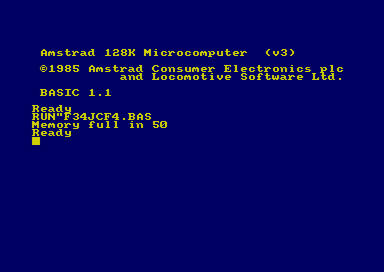 Amstrad 128K Microcomputer (v3)
©1985 Amstrad Consumer Electronics plc
and Locomotive Software Ltd.
BASIC 1.1
Ready
RUN"F34JCF4.BAS
Memory full in 50
Ready